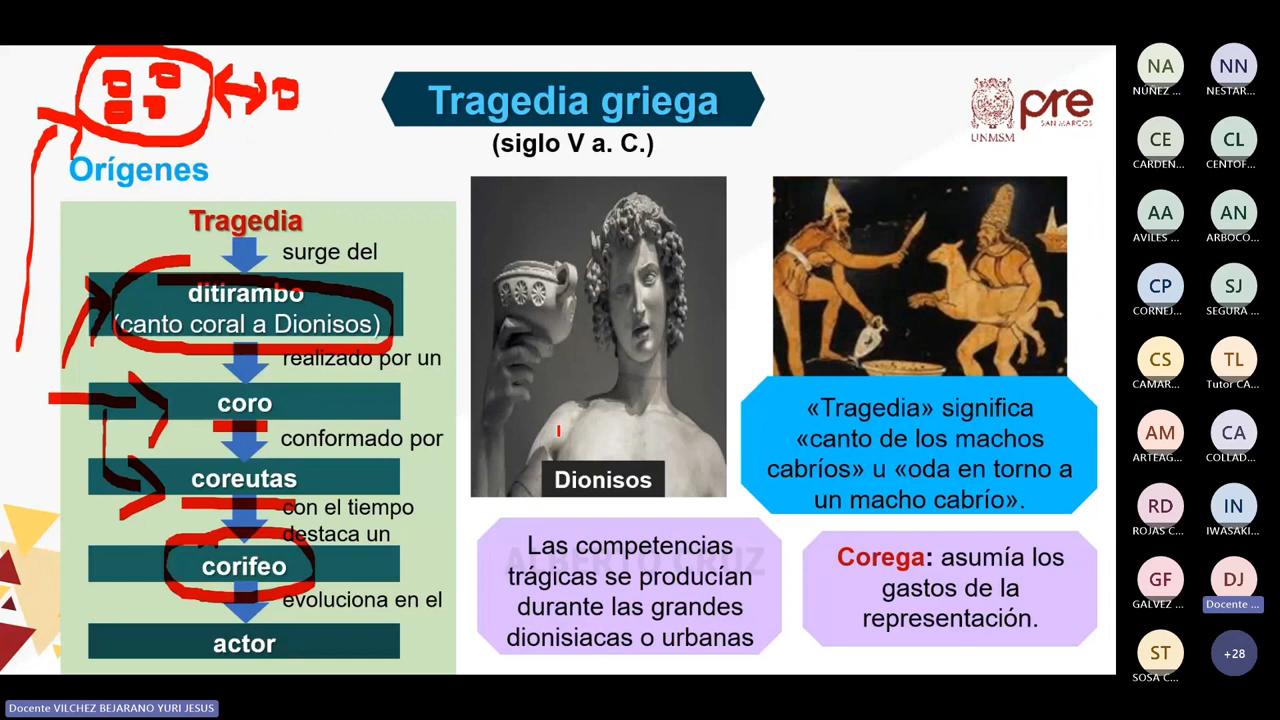 Tragedia griega
(siglo V a. C.)
UNMSM
pre
SAN MARCOS
Orígenes
Tragedia
surge del
ditirambo
(canto coral a Dionisos)
realizado por un
coro
conformado por
coreutas
con el tiempo
destaca un
corifeo
evoluciona en el
actor
Dionisos
«Tragedia» significa
«canto de los machos
cabríos» u «oda en torno a
un macho cabrío».
Las competencias
trágicas se producían
durante las grandes
dionisiacas o urbanas
ALBERTO CRUZ
Corega: asumía los
gastos de la
representación.
NA
NUÑEZ ...
NN
NESTAR...
CE
CARDEN...
CL
CENTOF...
AA
AVILES ...
AN
ARBOCO...
CP
CORNEJ...
SJ
SEGURA ...
CS
CAMAR...
TL
Tutor CA...
AM
ARTEAG...
CA
COLLAD...
RD
ROJAS C...
IN
IWASAKI...
GF
GALVEZ ...
DJ
Docente ...
ST
SOSA C...
+28
Docente VILCHEZ BEJARANO YURI JESUS